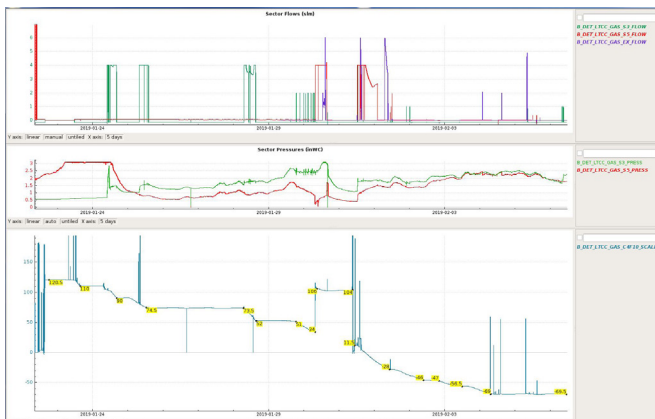 Sector Flows (slm)
B_DET_LTCC_GAS_S3_FLOW
B_DET_LTCC_GAS_S5_FLOW
B_DET_LTCC_GAS_EX_FLOW
6
5
4
3
2
1
0
2019-01-24 2019-01-29 2019-02-03
Y axis: linear manual untitled X axis: 5 days
Sector Pressures (inWC)
B_DET_LTCC_GAS_S3_PRESS
B_DET_LTCC_GAS_S5_PRESS
3
2.5
2
1.5
1
0.5
0
2019-01-24 2019-01-29 2019-02-03
Y axis: linear auto untitled X axis: 5 days
B_DET_LTCC_GAS_C4F10_SCALE
150
100
50
0
-50
120.5
110
90
74.5
73.5
52
51
34
106
104
11.5
-28
-46
-47
-56.5
-69
-69.5
2019-01-24 2019-01-29 2019-02-03